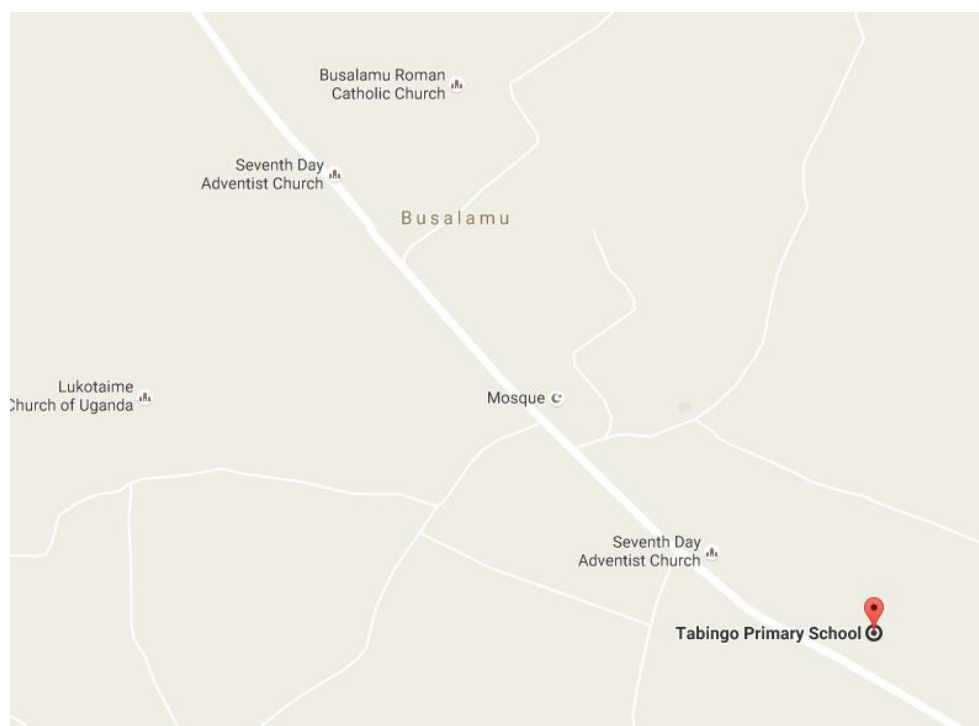 Busalamu Roman
Catholic Church
Seventh Day
Adventist Church
Busalamu
Lukotaime
Church of Uganda
Mosque
Seventh Day
Adventist Church
Tabingo Primary School